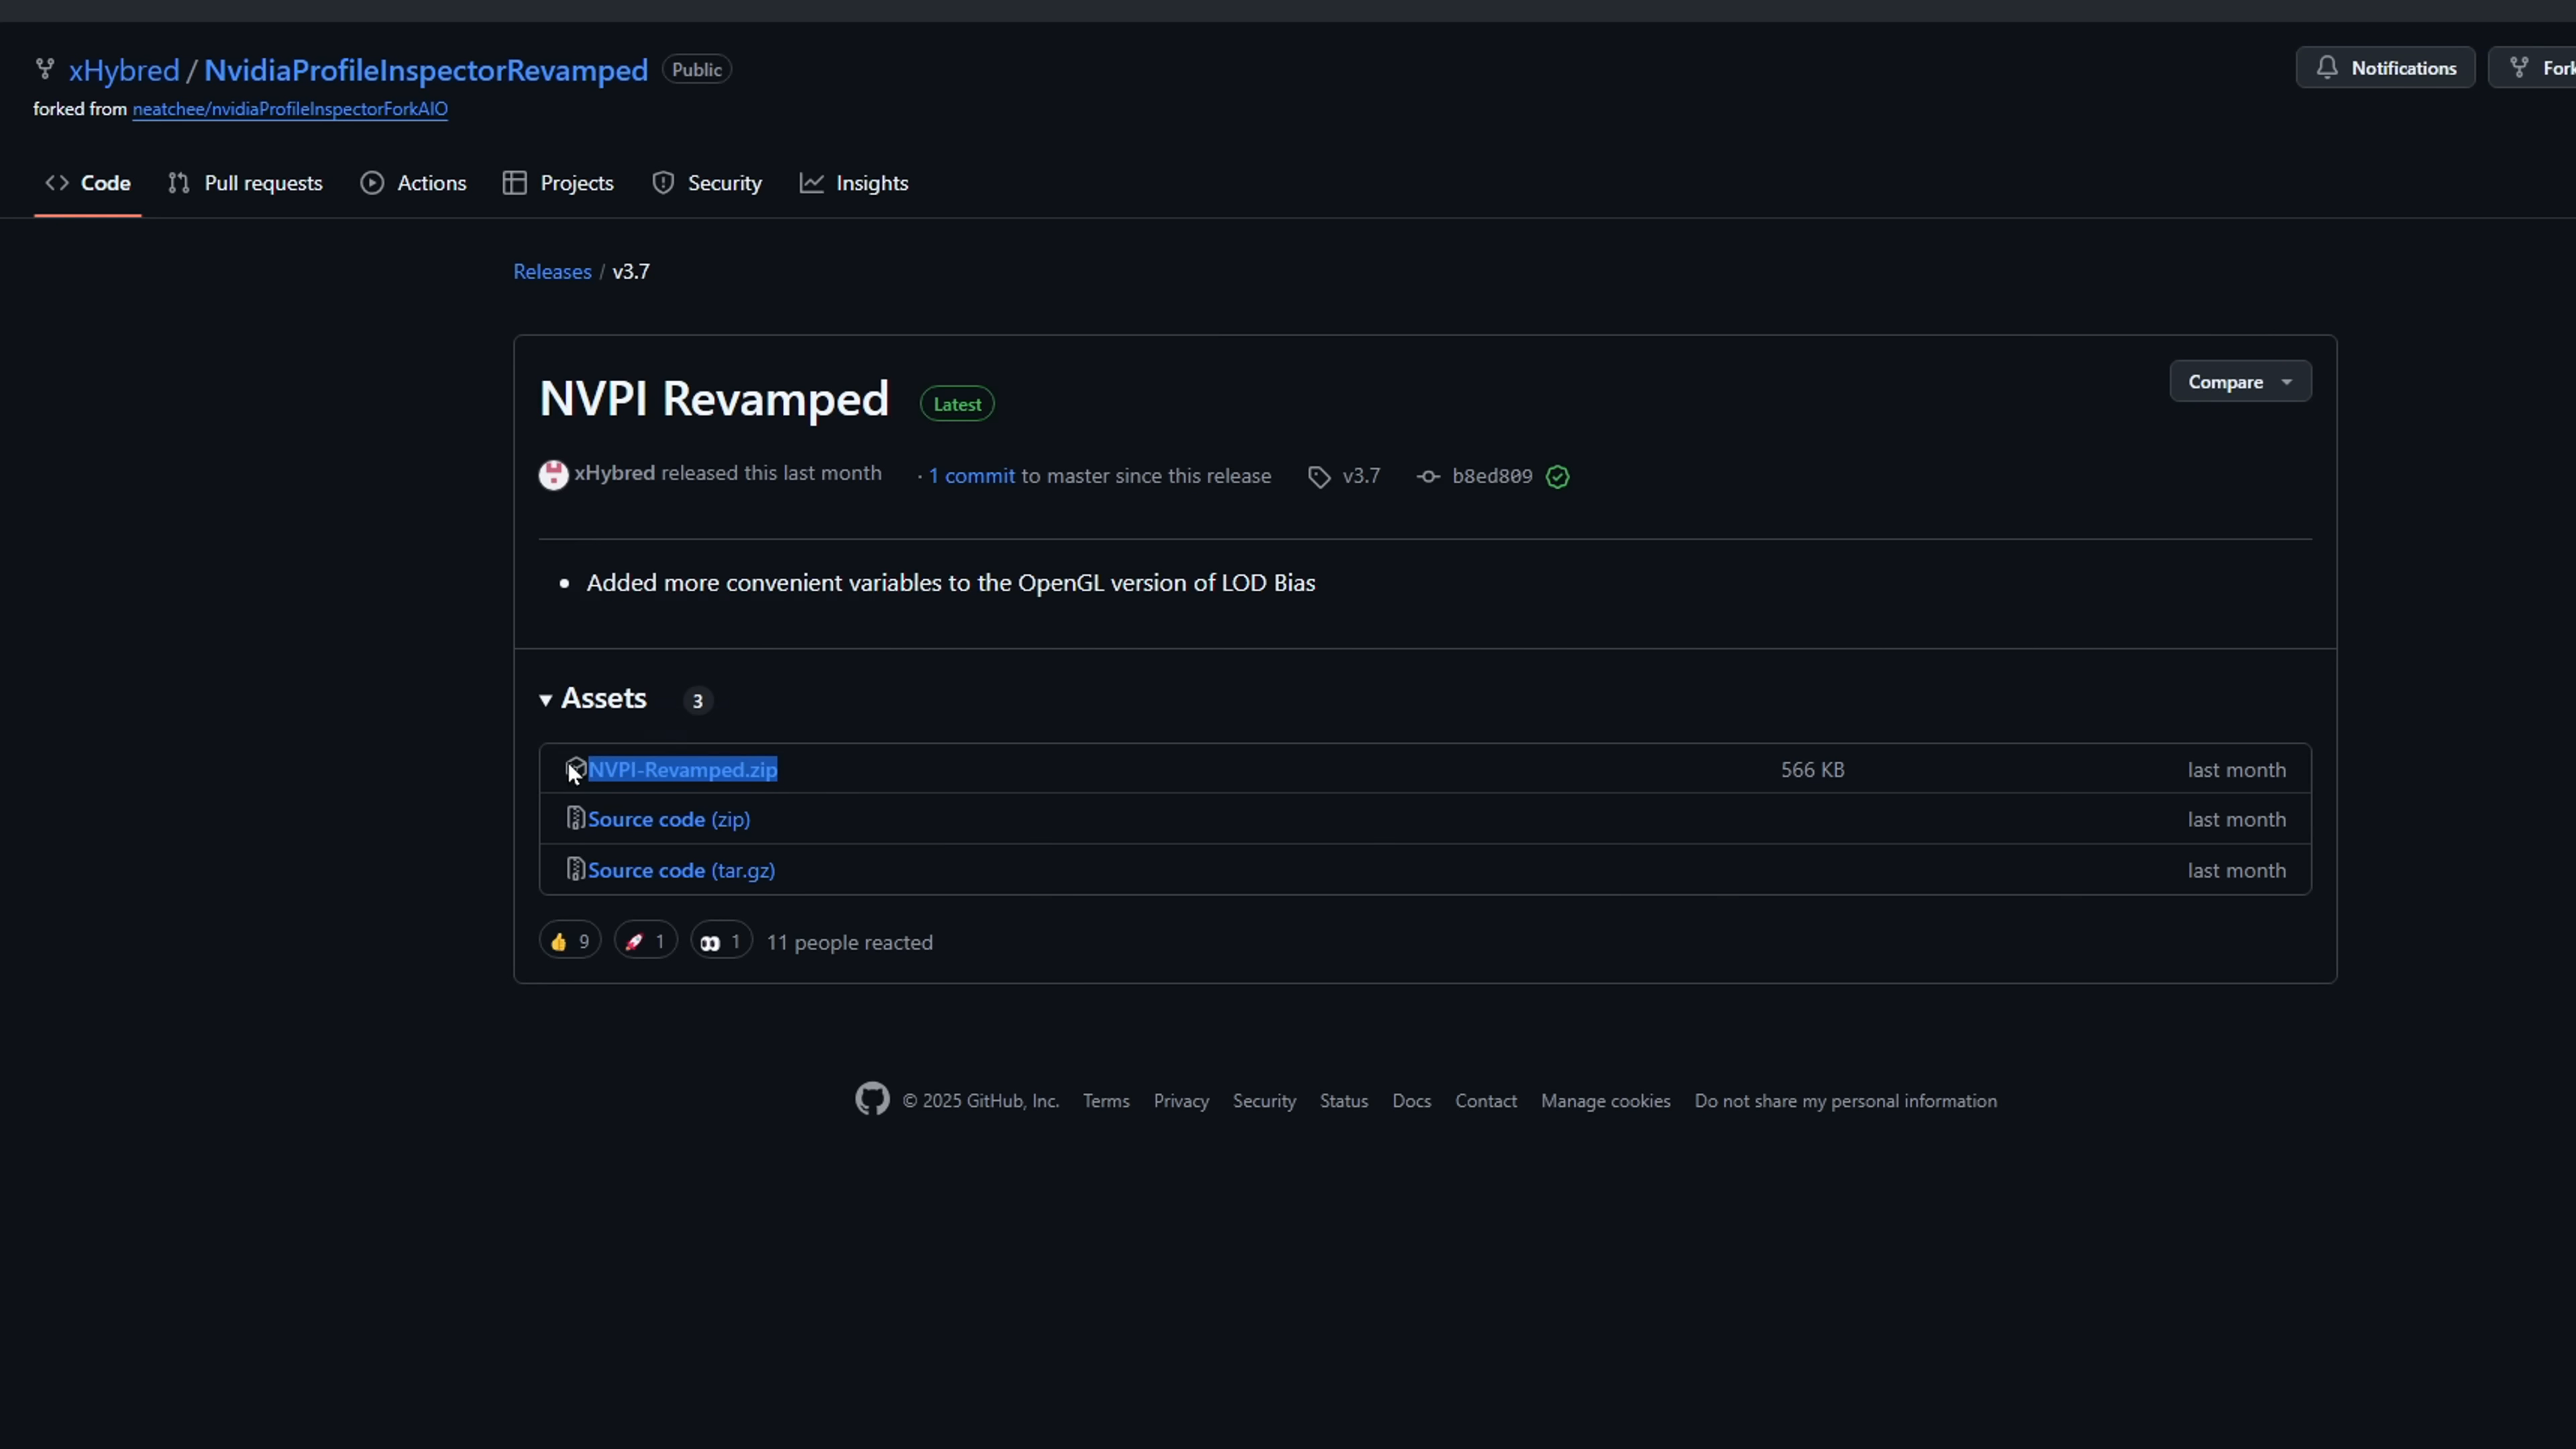 xHybred / NvidiaProfileInspectorRevamped Public
Notifications
Fork
forked from neatchee/nvidiaProfileInspectorForkAIO
Code Pull requests Actions Projects Security Insights
Releases / v3.7
NVPI Revamped Latest
Compare
xHybred released this last month · 1 commit to master since this release v3.7 b8ed809
• Added more convenient variables to the OpenGL version of LOD Bias
Assets 3
NVPI-Revamped.zip 566 KB last month
Source code (zip) last month
Source code (tar.gz) last month
👍 9 🚀 1 👀 1 11 people reacted
© 2025 GitHub, Inc. Terms Privacy Security Status Docs Contact Manage cookies Do not share my personal information